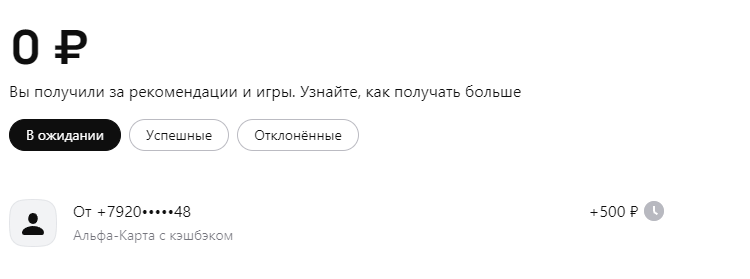 0 ₽
Вы получили за рекомендации и игры. Узнайте, как получать больше
В ожидании Успешные Отклонённые
От +7920•••••48 +500 ₽
Альфа-Карта с кэшбэком